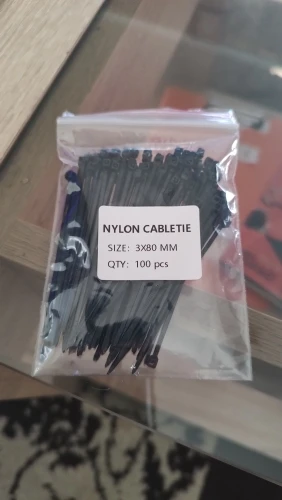 NYLON CABLETIE
SIZE: 3X80 MM
QTY: 100 pcs